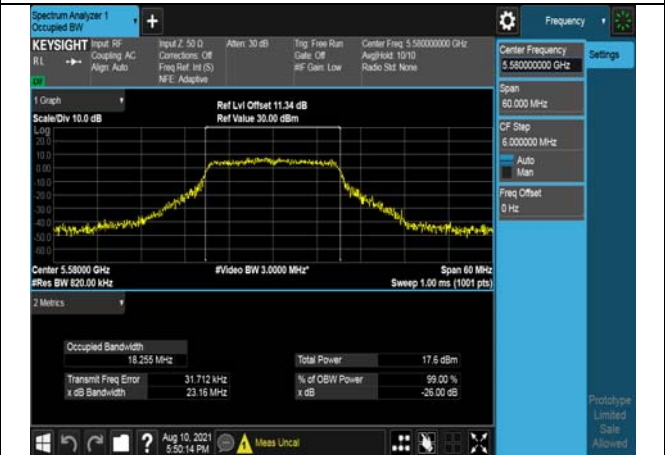 Spectrum Analyzer 1
Occupied BW
+
Frequency
KEYSIGHT
RL
Input: RF
Coupling: AC
Align: Auto
Input Z: 50 Ω
Corrections: Off
Freq Ref: Int (S)
NFE: Adaptive
Atten: 30 dB
Trig: Free Run
Gate: Off
#IF Gain: Low
Center Freq: 5.580000000 GHz
Avg|Hold: 10/10
Radio Std: None
Center Frequency
5.580000000 GHz
Settings
Span
60.000 MHz
CF Step
6.000000 MHz
Auto
Man
Freq Offset
0 Hz
1 Graph
Scale/Div 10.0 dB
Ref Lvl Offset 11.34 dB
Ref Value 30.00 dBm
Log
20.0
10.0
0.00
-10.0
-20.0
-30.0
-40.0
-50.0
-60.0
Center 5.58000 GHz
#Res BW 820.00 kHz
#Video BW 3.0000 MHz*
Span 60 MHz
Sweep 1.00 ms (1001 pts)
2 Metrics
Occupied Bandwidth
18.255 MHz
Total Power 17.6 dBm
Transmit Freq Error 31.712 kHz
% of OBW Power 99.00 %
x dB Bandwidth 23.16 MHz
x dB -26.00 dB
Prototype
Limited
Sale
Allowed
?
Aug 10, 2021
5:50:14 PM
Meas Uncal